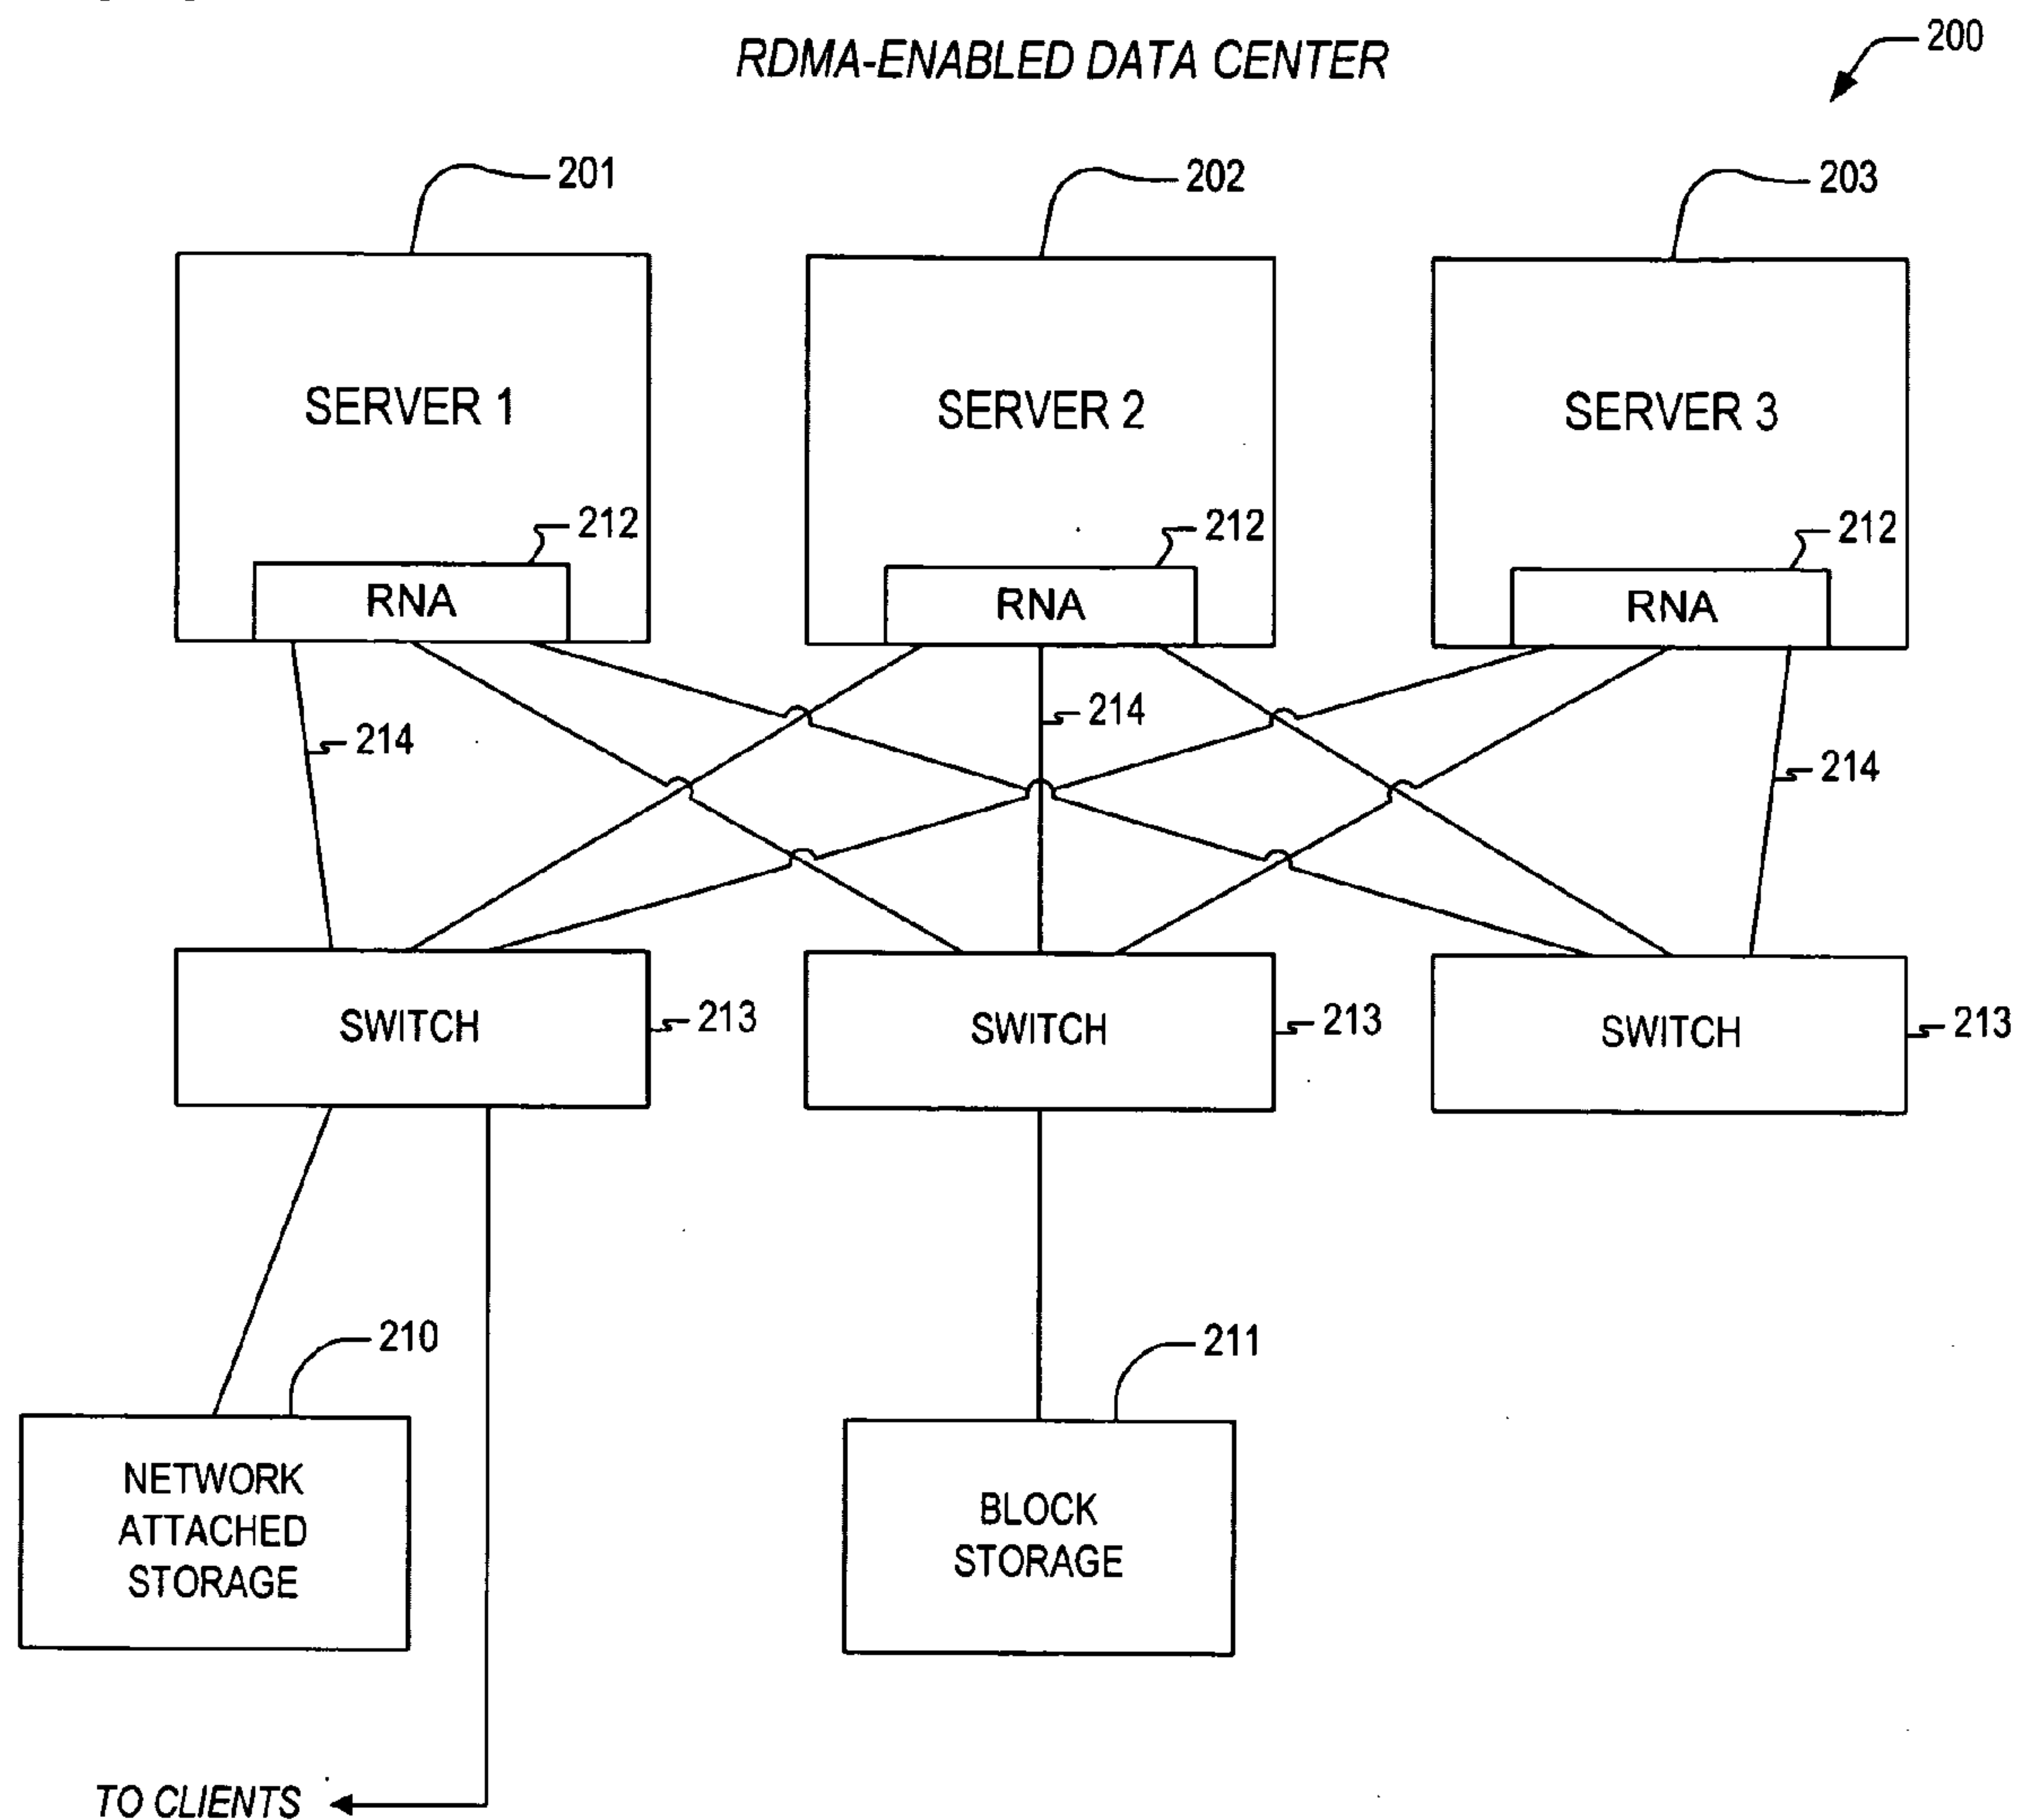 RDMA-ENABLED DATA CENTER
200
201
202
203
SERVER 1
SERVER 2
SERVER 3
212
212
212
RNA
RNA
RNA
214
214
214
SWITCH
213
SWITCH
213
SWITCH
213
210
211
NETWORK
ATTACHED
STORAGE
BLOCK
STORAGE
TO CLIENTS